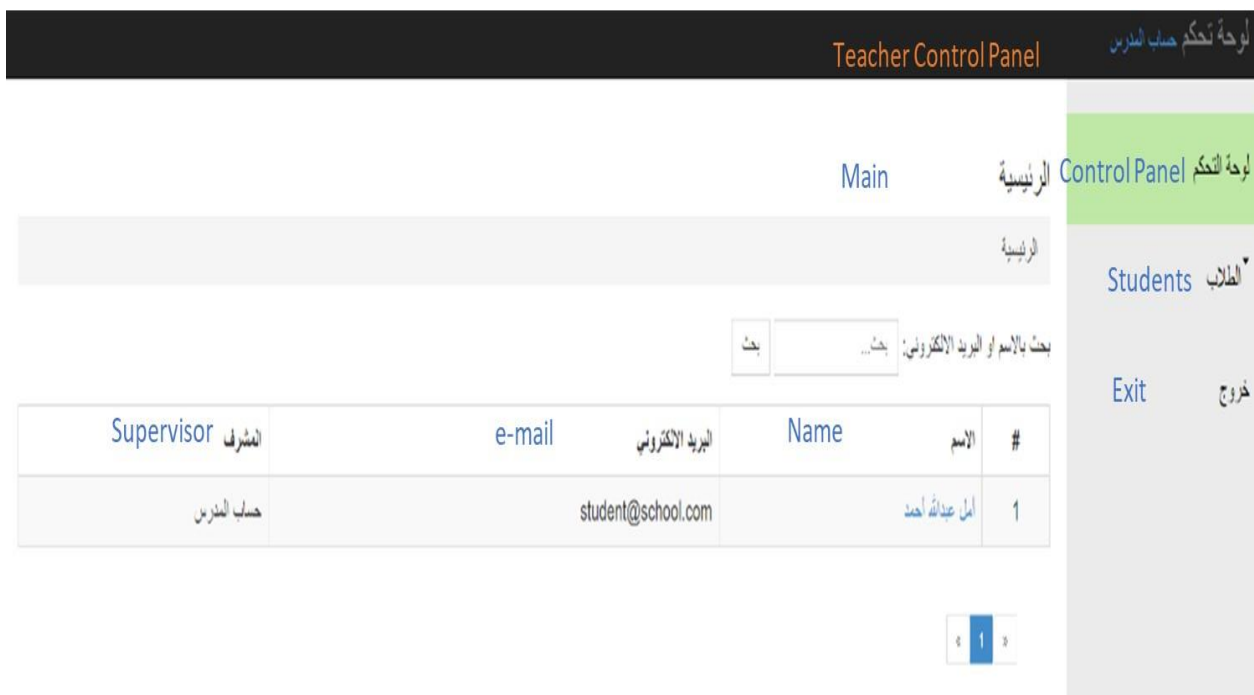 لوحة تحكم حساب المدرس Teacher Control Panel
لوحة التحكم Control Panel
الطلاب Students
خروج Exit
الرئيسية Main
الرئيسية
بحث بالاسم او البريد الالكتروني: بحث... بحث
# الاسم Name البريد الالكتروني e-mail المشرف Supervisor
1 أمل عبدالله أحمد student@school.com حساب المدرس
« 1 »